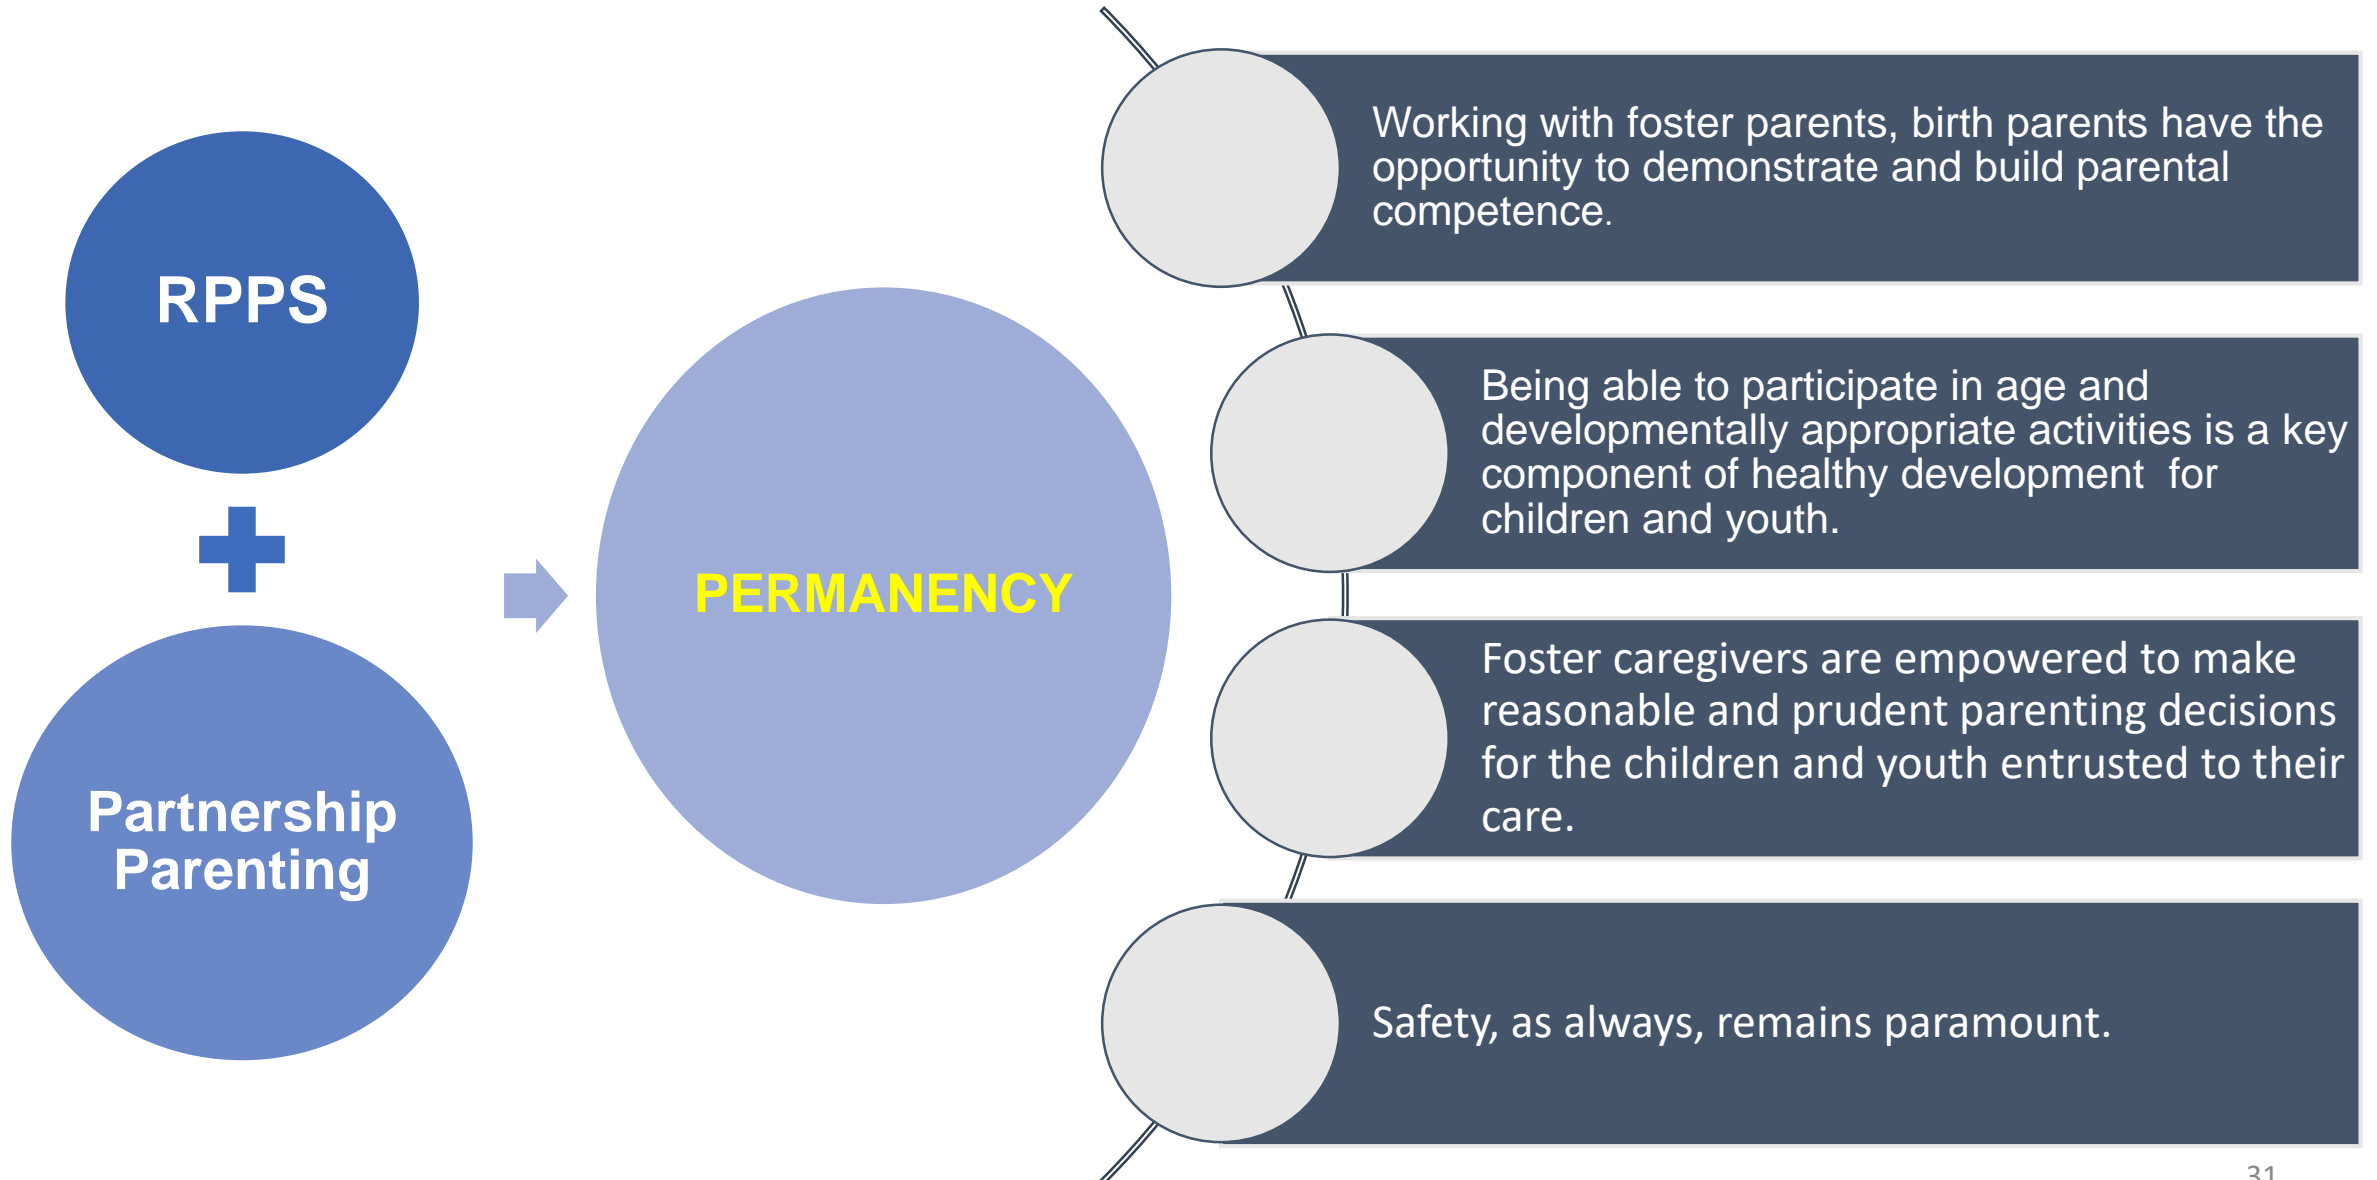 RPPS
Partnership
Parenting
PERMANENCY
Working with foster parents, birth parents have the
opportunity to demonstrate and build parental
competence.
Being able to participate in age and
developmentally appropriate activities is a key
component of healthy development  for
children and youth.
Foster caregivers are empowered to make
reasonable and prudent parenting decisions
for the children and youth entrusted to their
care.
Safety, as always, remains paramount.
31